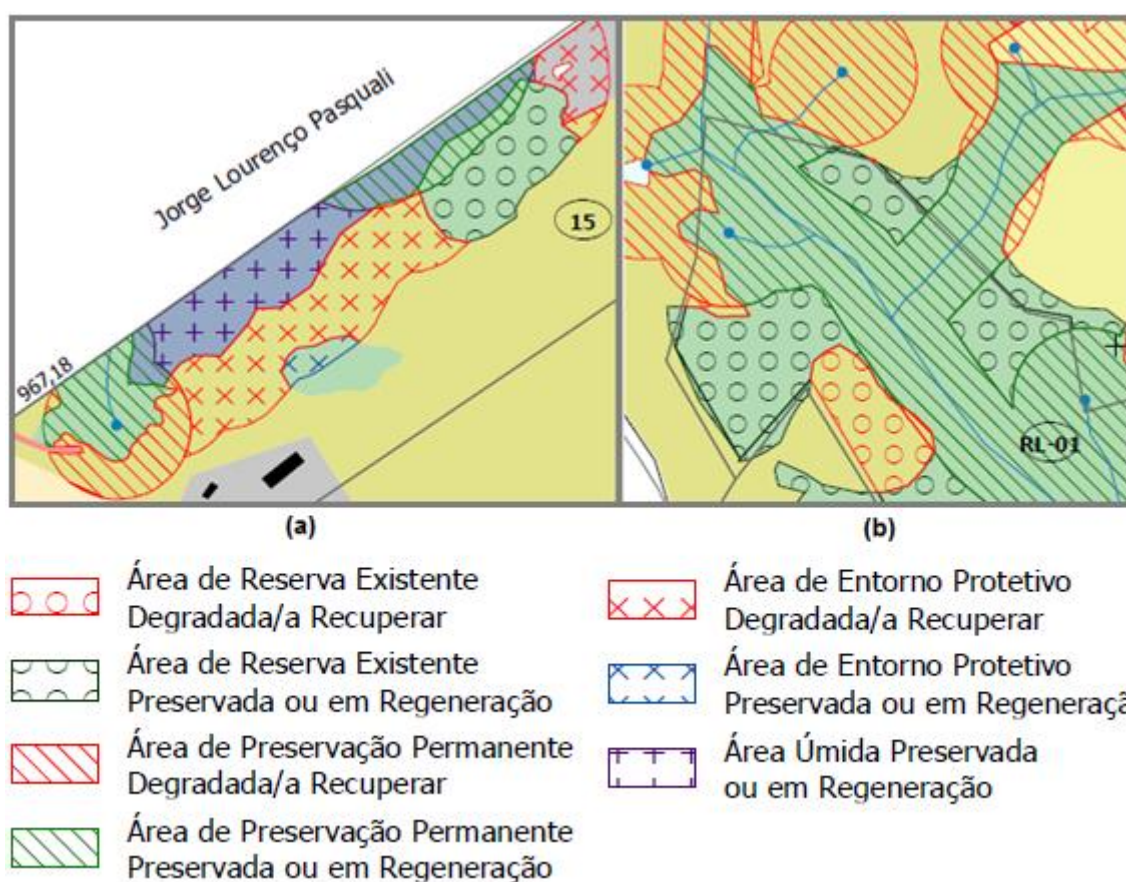 Jorge Lourenço Pasquali
15
967,18
RL-01
(a)
(b)
Área de Reserva Existente
Degradada/a Recuperar
Área de Reserva Existente
Preservada ou em Regeneração
Área de Preservação Permanente
Degradada/a Recuperar
Área de Preservação Permanente
Preservada ou em Regeneração
Área de Entorno Protetivo
Degradada/a Recuperar
Área de Entorno Protetivo
Preservada ou em Regeneraçã
Área Úmida Preservada
ou em Regeneração